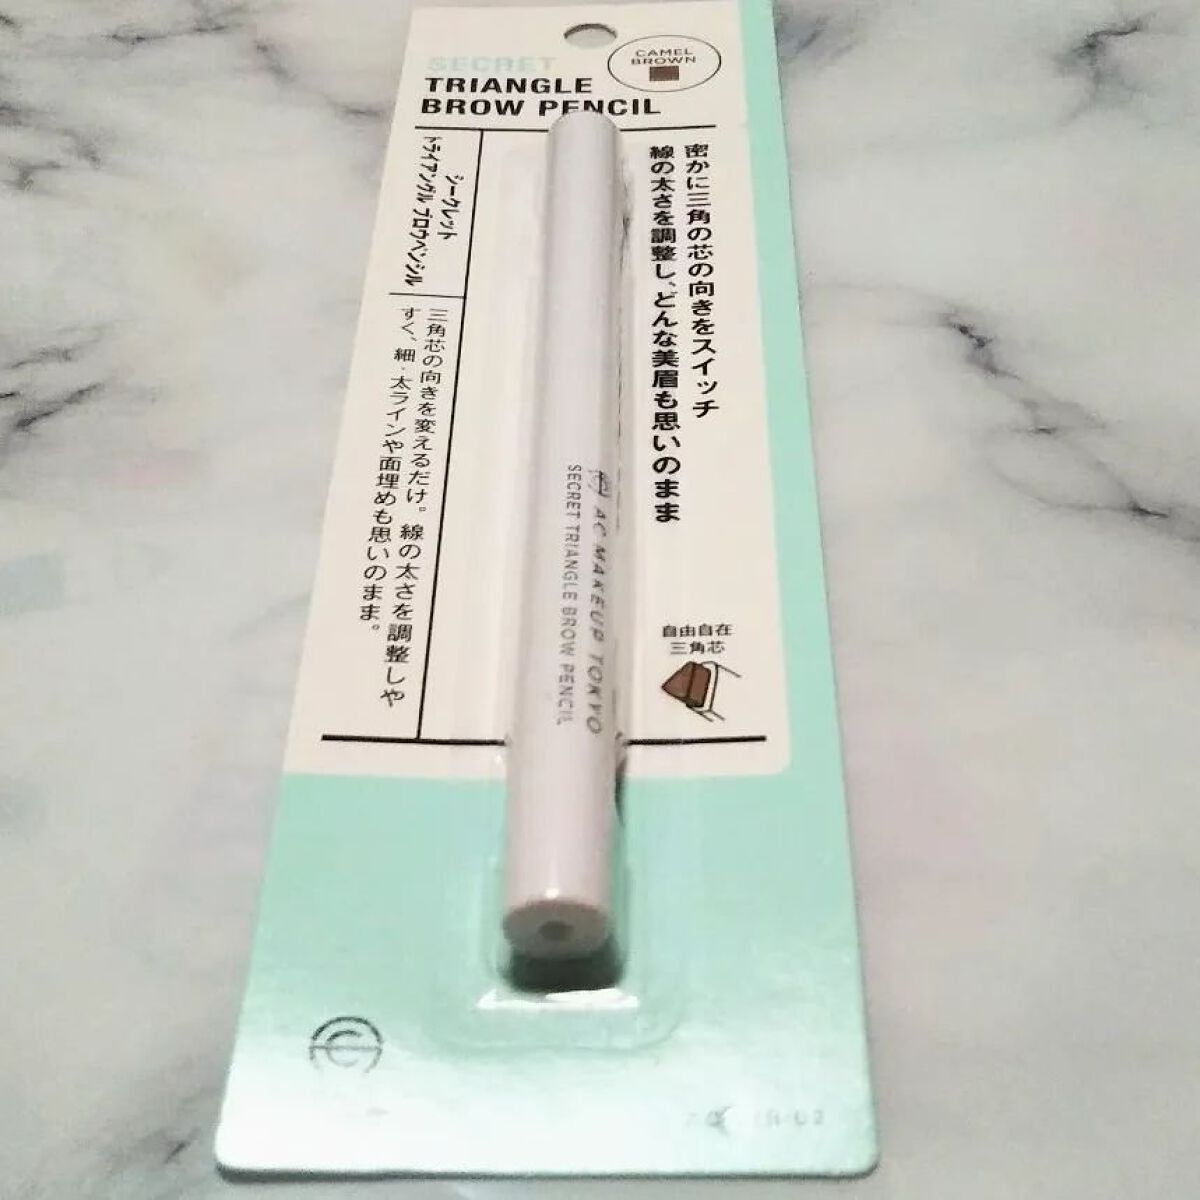 SECRET
TRIANGLE
BROW PENCIL
CAMEL
BROWN
密かに三角の芯の向きをスイッチ
線の太さを調整し、どんな美眉も思いのまま
シークレット
トライアングル ブロウペンシル
三角芯の向きを変えるだけ。線の太さを調整しや
すく、細・太ラインや面埋めも思いのまま。
AC MAKEUP TOKYO
SECRET TRIANGLE BROW PENCIL
自由自在
三角芯